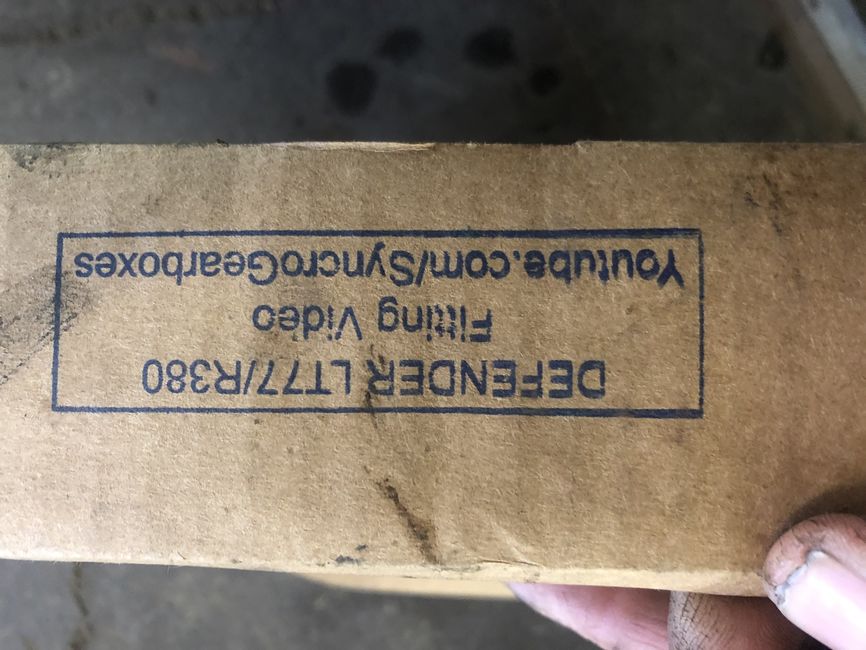 DEFENDER LT77/R380
Fitting Video
Youtube.com/SyncroGearboxes